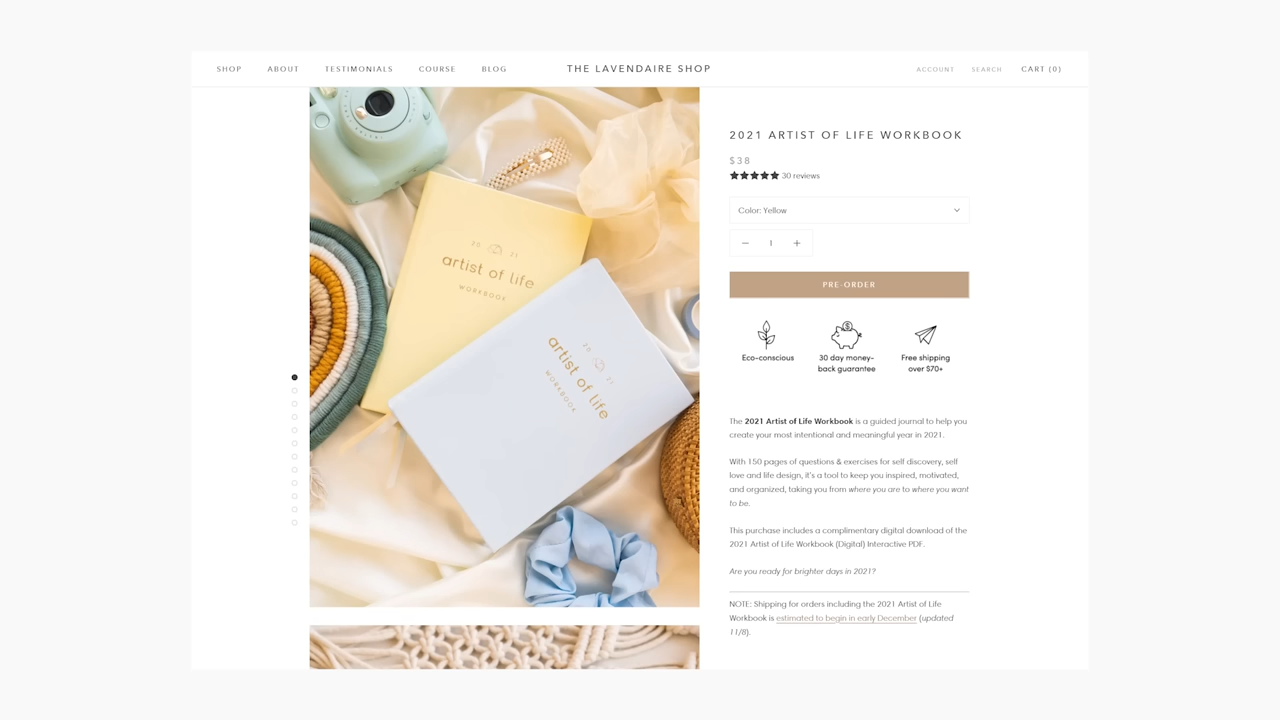 SHOP ABOUT TESTIMONIALS COURSE BLOG THE LAVENDAIRE SHOP ACCOUNT SEARCH CART (0)
20 21
artist of life
WORKBOOK
20 21
artist of life
WORKBOOK
2021 ARTIST OF LIFE WORKBOOK
$38
30 reviews
Color: Yellow
− 1 +
PRE-ORDER
Eco-conscious
30 day money-
back guarantee
Free shipping
over $70+
The 2021 Artist of Life Workbook is a guided journal to help you
create your most intentional and meaningful year in 2021.
With 150 pages of questions & exercises for self discovery, self
love and life design, it's a tool to keep you inspired, motivated,
and organized, taking you from where you are to where you want
to be.
This purchase includes a complimentary digital download of the
2021 Artist of Life Workbook (Digital) Interactive PDF.
Are you ready for brighter days in 2021?
NOTE: Shipping for orders including the 2021 Artist of Life
Workbook is estimated to begin in early December (updated
11/8).